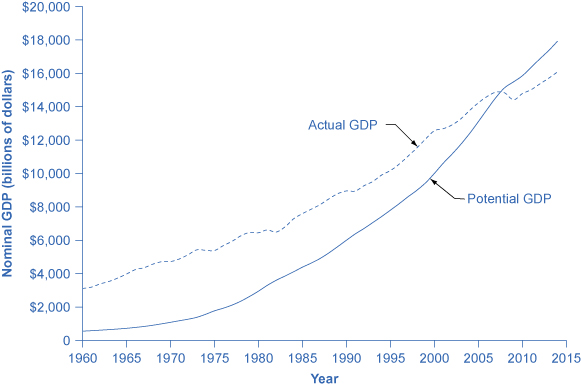 $20,000
$18,000
$16,000
$14,000
$12,000
$10,000
$8,000
$6,000
$4,000
$2,000
0
Nominal GDP (billions of dollars)
Actual GDP
Potential GDP
1960 1965 1970 1975 1980 1985 1990 1995 2000 2005 2010 2015
Year